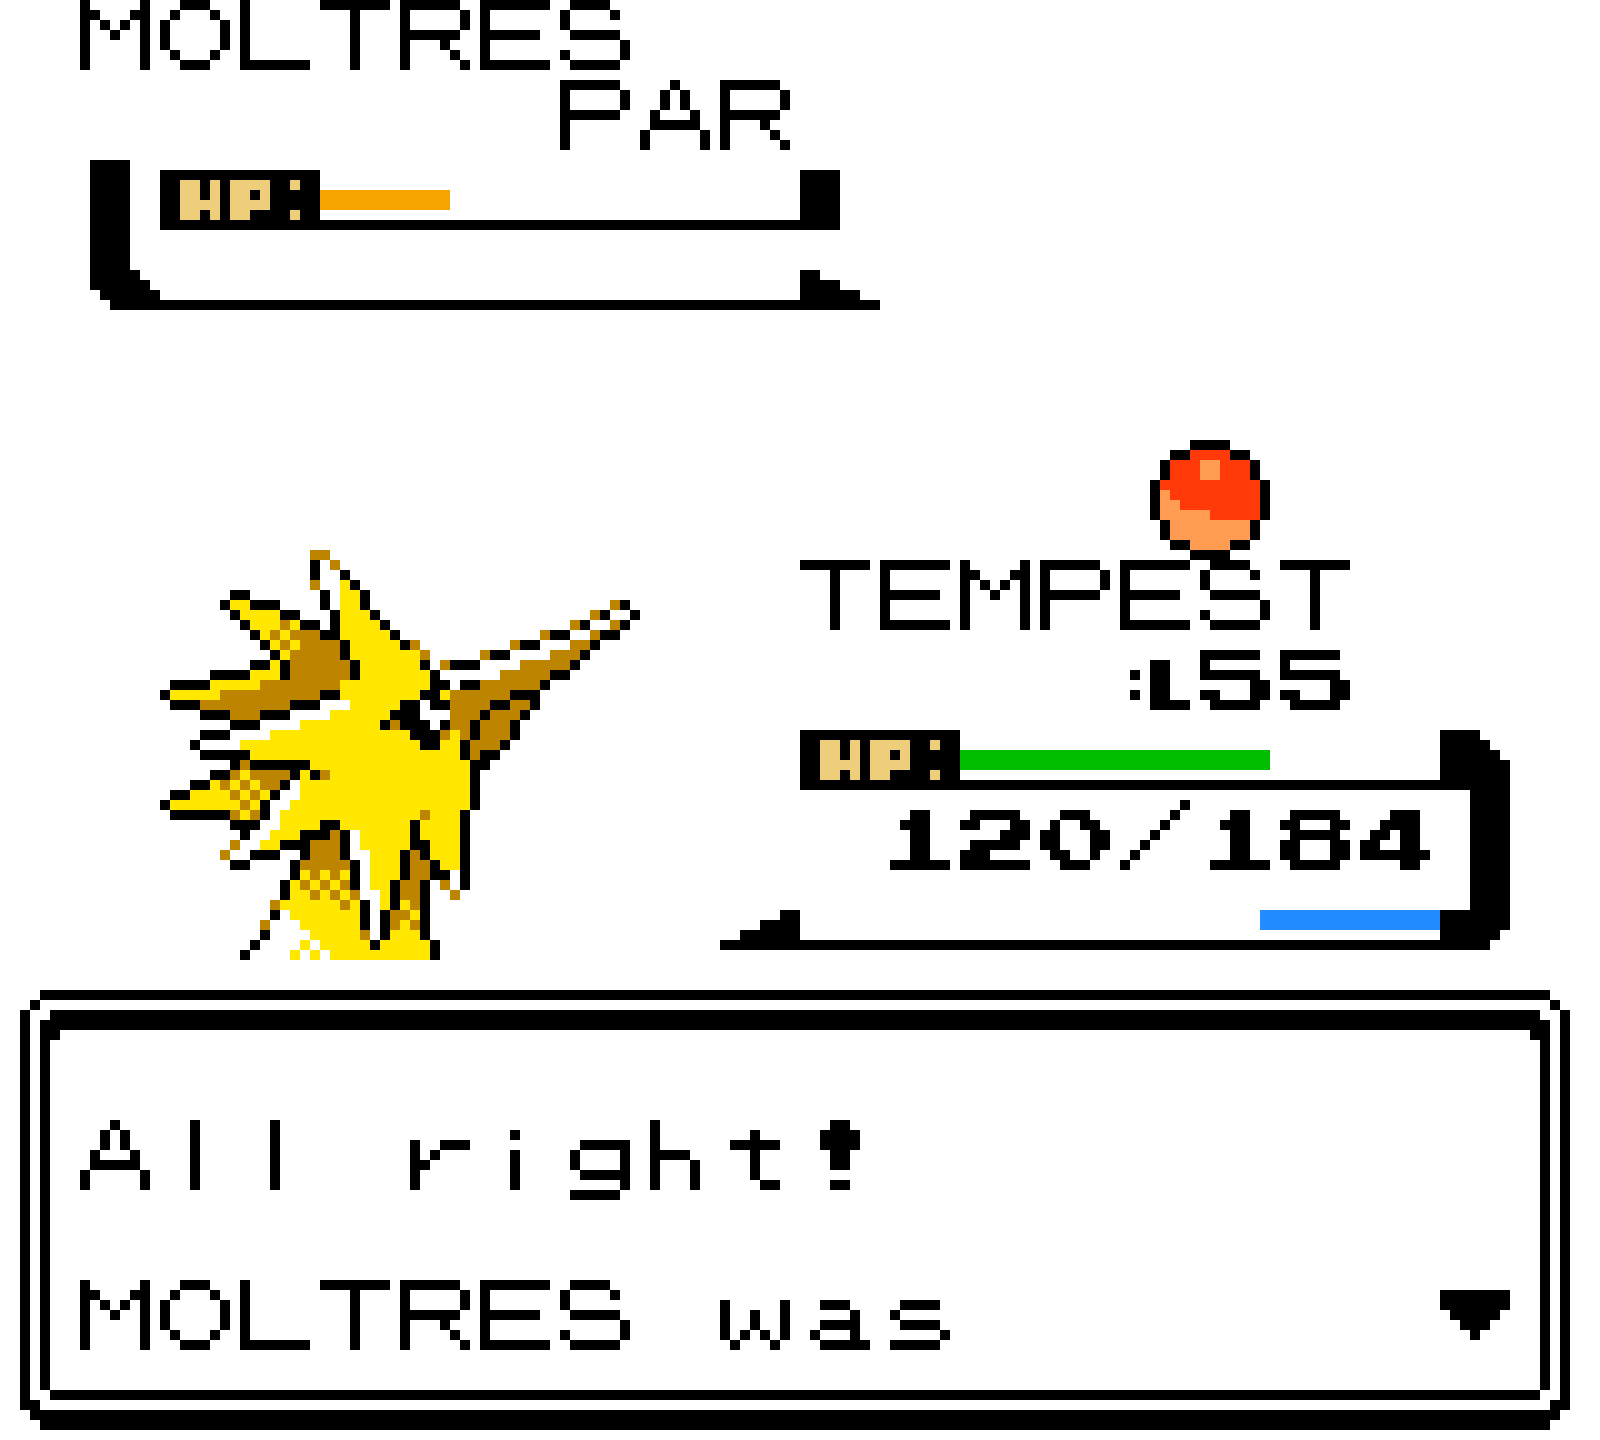 MOLTRES
PAR
HP:
TEMPEST
:L55
HP:
120/184
All right!
MOLTRES was